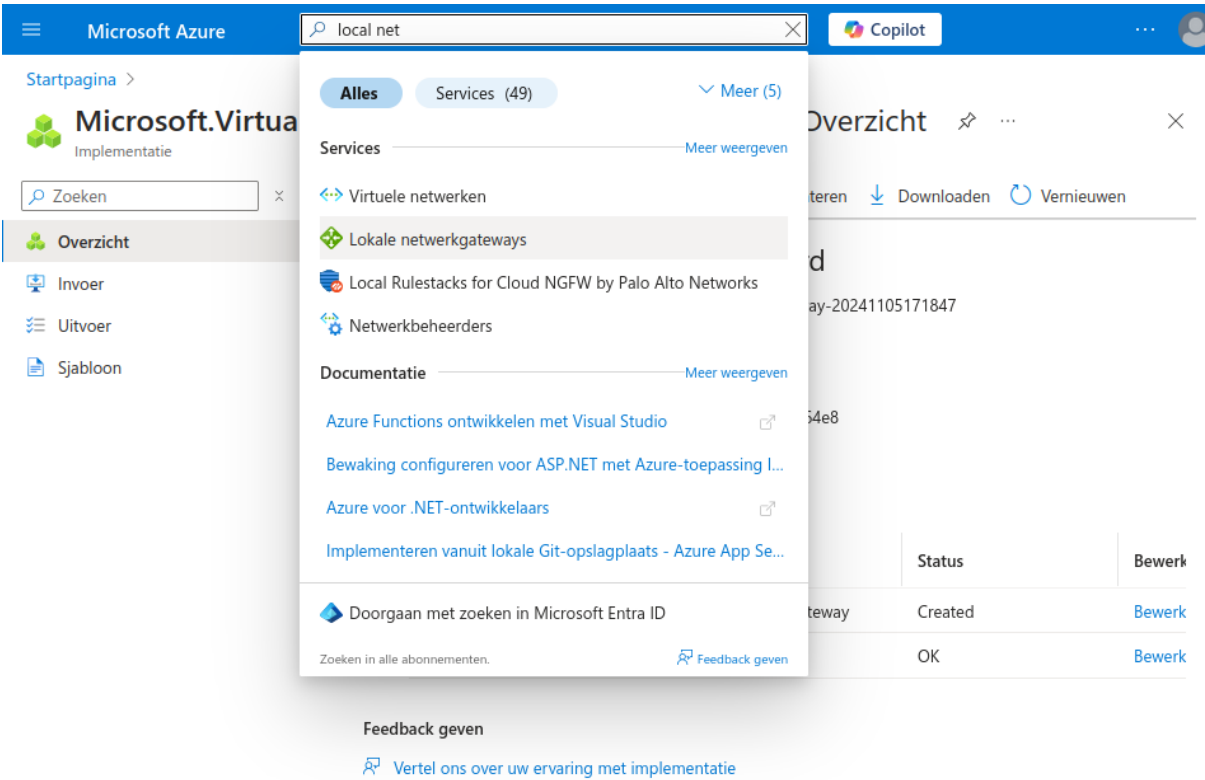 Microsoft Azure
local net
Copilot
Startpagina >
Microsoft.Virtua
Overzicht
Implementatie
Alles
Services (49)
Meer (5)
Services
Meer weergeven
Zoeken
Virtuele netwerken
Downloaden
Vernieuwen
Overzicht
Lokale netwerkgateways
Invoer
Local Rulestacks for Cloud NGFW by Palo Alto Networks
ay-20241105171847
Uitvoer
Netwerkbeheerders
Sjabloon
Documentatie
Meer weergeven
Azure Functions ontwikkelen met Visual Studio
54e8
Bewaking configureren voor ASP.NET met Azure-toepassing I...
Azure voor .NET-ontwikkelaars
Implementeren vanuit lokale Git-opslagplaats - Azure App Se...
Status
Bewerk
Doorgaan met zoeken in Microsoft Entra ID
teway
Created
Bewerk
Zoeken in alle abonnementen.
Feedback geven
OK
Bewerk
Feedback geven
Vertel ons over uw ervaring met implementatie